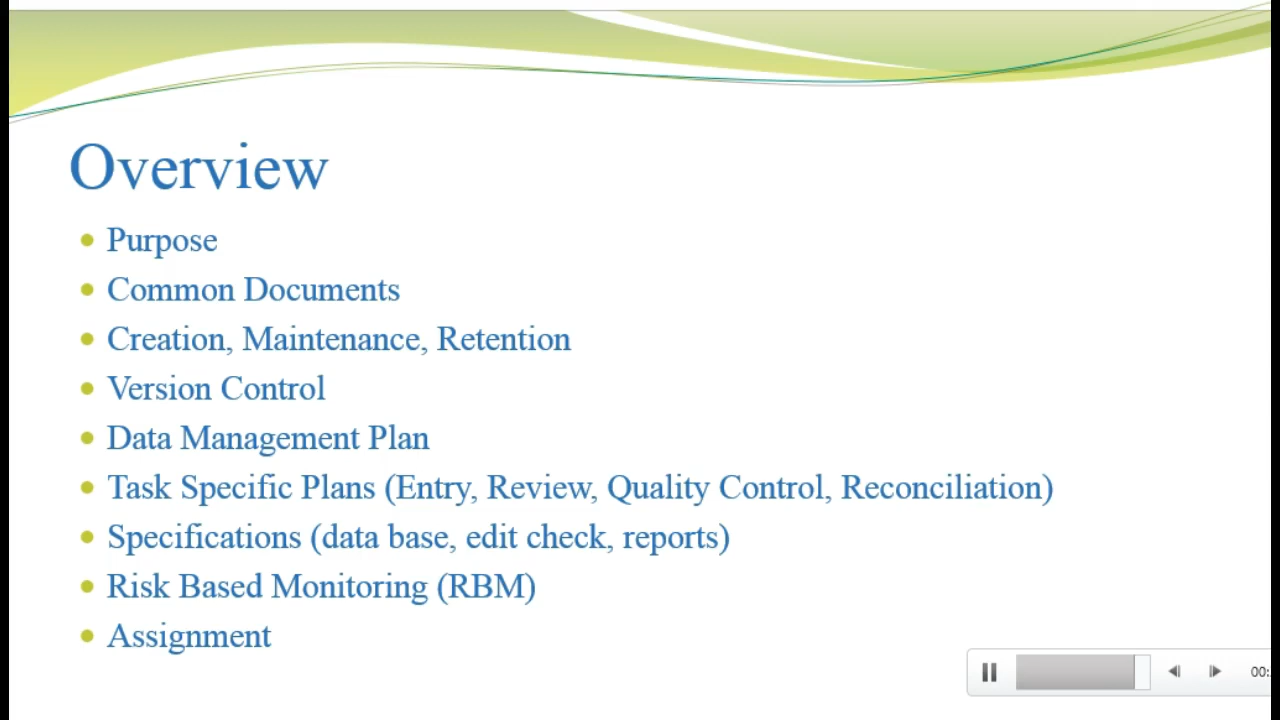 Overview
Purpose
Common Documents
Creation, Maintenance, Retention
Version Control
Data Management Plan
Task Specific Plans (Entry, Review, Quality Control, Reconciliation)
Specifications (data base, edit check, reports)
Risk Based Monitoring (RBM)
Assignment
00: